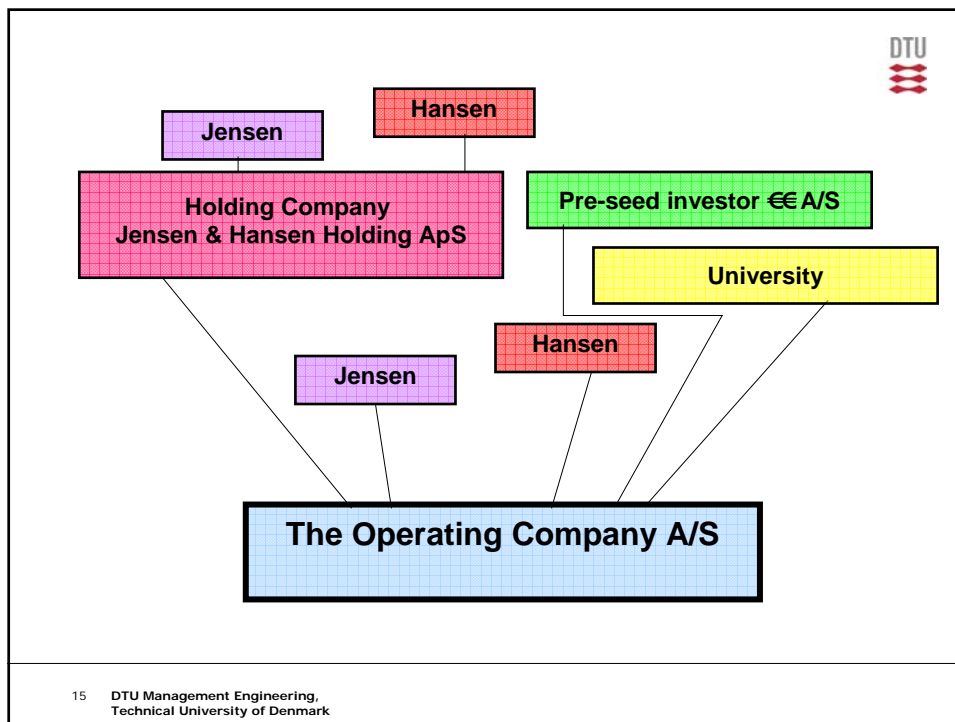 DTU
Hansen
Jensen
Holding Company
Jensen & Hansen Holding ApS
Pre-seed investor €€ A/S
University
Hansen
Jensen
The Operating Company A/S
15 DTU Management Engineering,
Technical University of Denmark